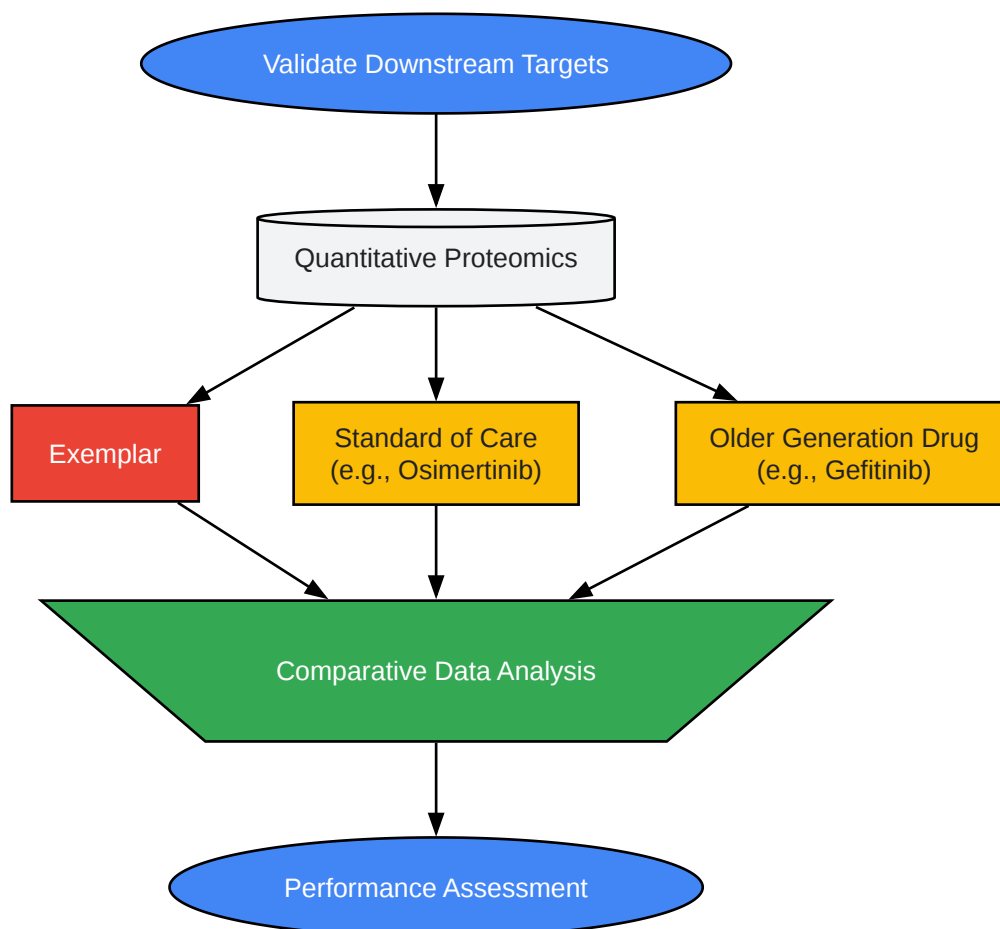 Validate Downstream Targets
Quantitative Proteomics
Exemplar
Standard of Care
(e.g., Osimertinib)
Older Generation Drug
(e.g., Gefitinib)
Comparative Data Analysis
Performance Assessment